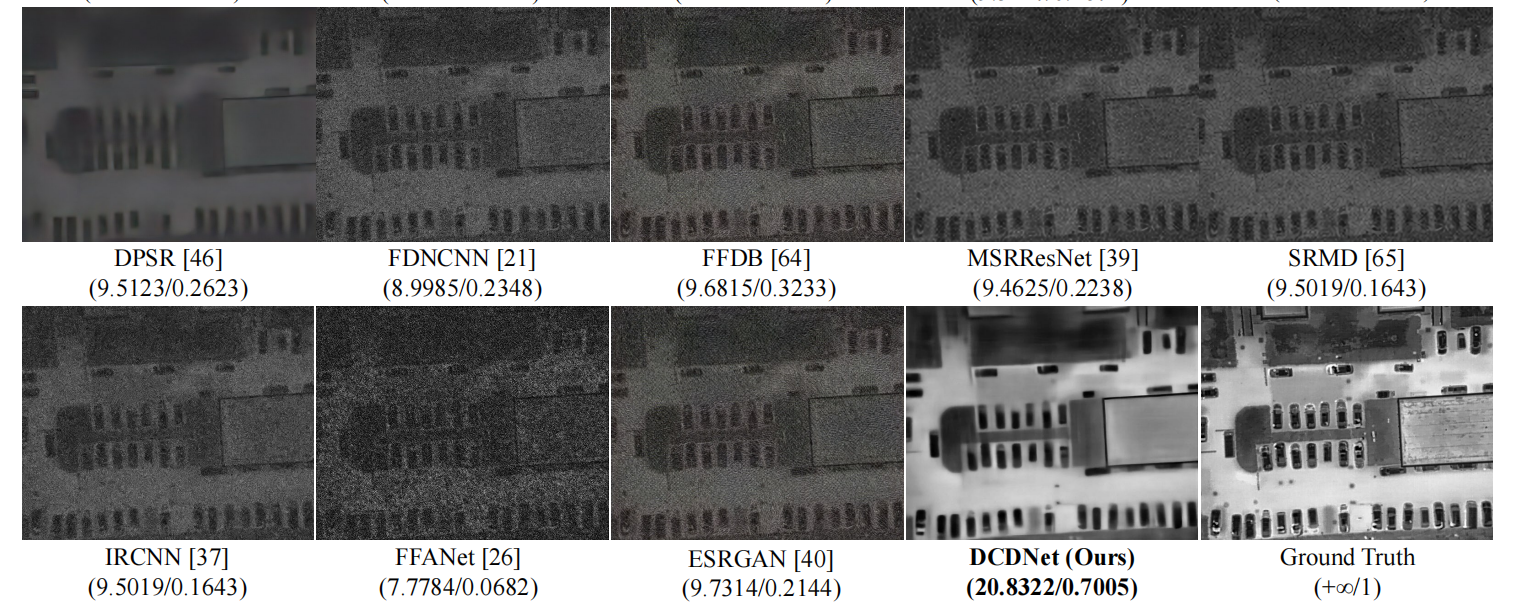 DPSR [46] FDNCNN [21] FFDB [64] MSRResNet [39] SRMD [65]
(9.5123/0.2623) (8.9985/0.2348) (9.6815/0.3233) (9.4625/0.2238) (9.5019/0.1643)
IRCNN [37] FFANet [26] ESRGAN [40] DCDNet (Ours) Ground Truth
(9.5019/0.1643) (7.7784/0.0682) (9.7314/0.2144) (20.8322/0.7005) (+∞/1)